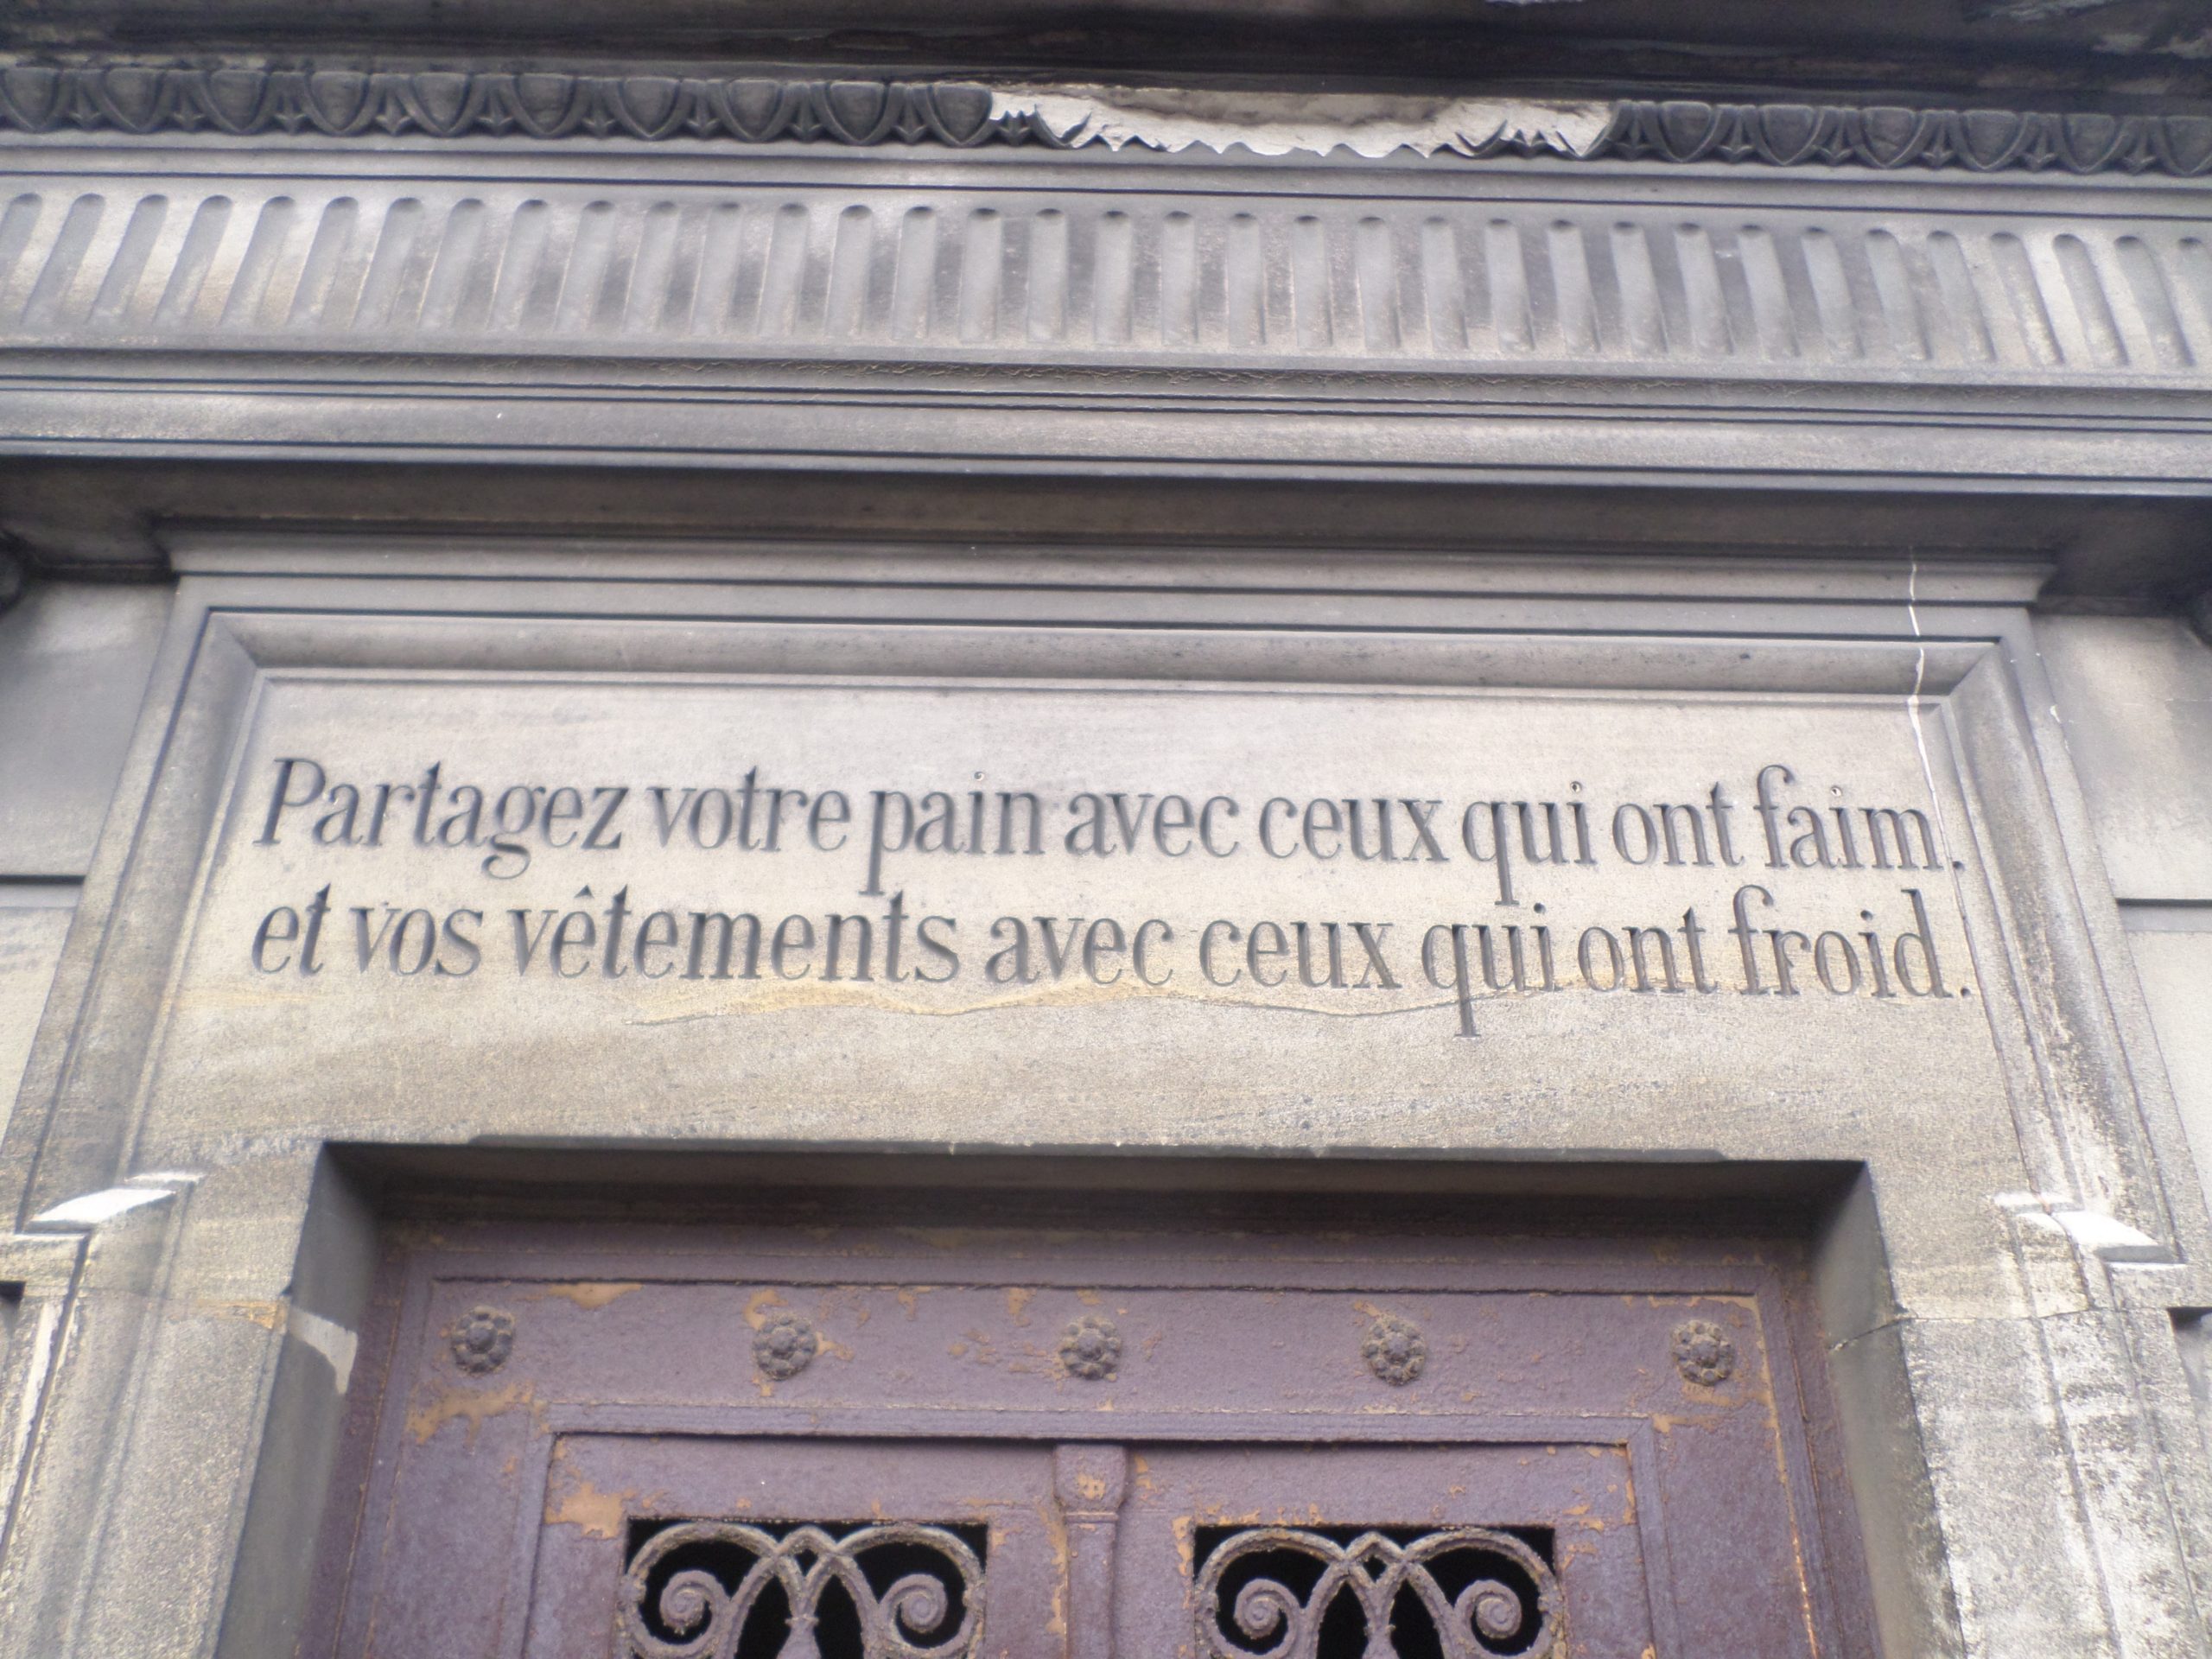 Partagez votre pain avec ceux qui ont faim.
et vos vêtements avec ceux qui ont froid.